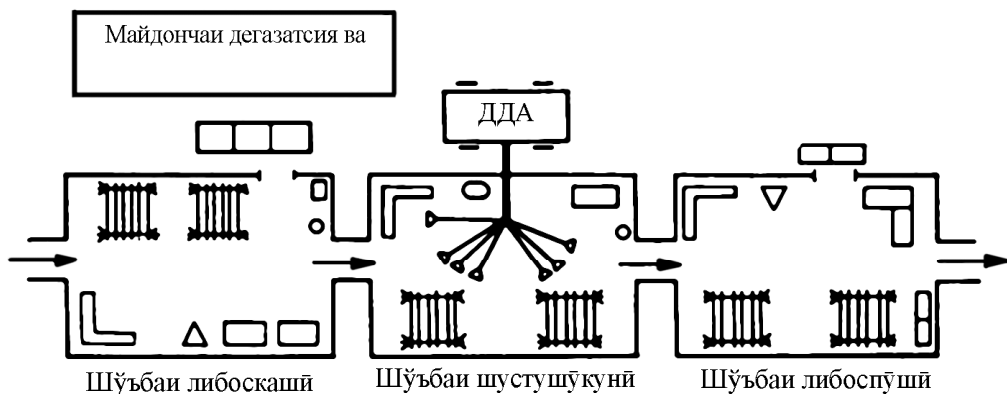 Майдончаи дегазатсия ва
ДДА
Шӯъбаи либоскашӣ
Шӯъбаи шустушӯкунӣ
Шӯъбаи либоспӯшӣ